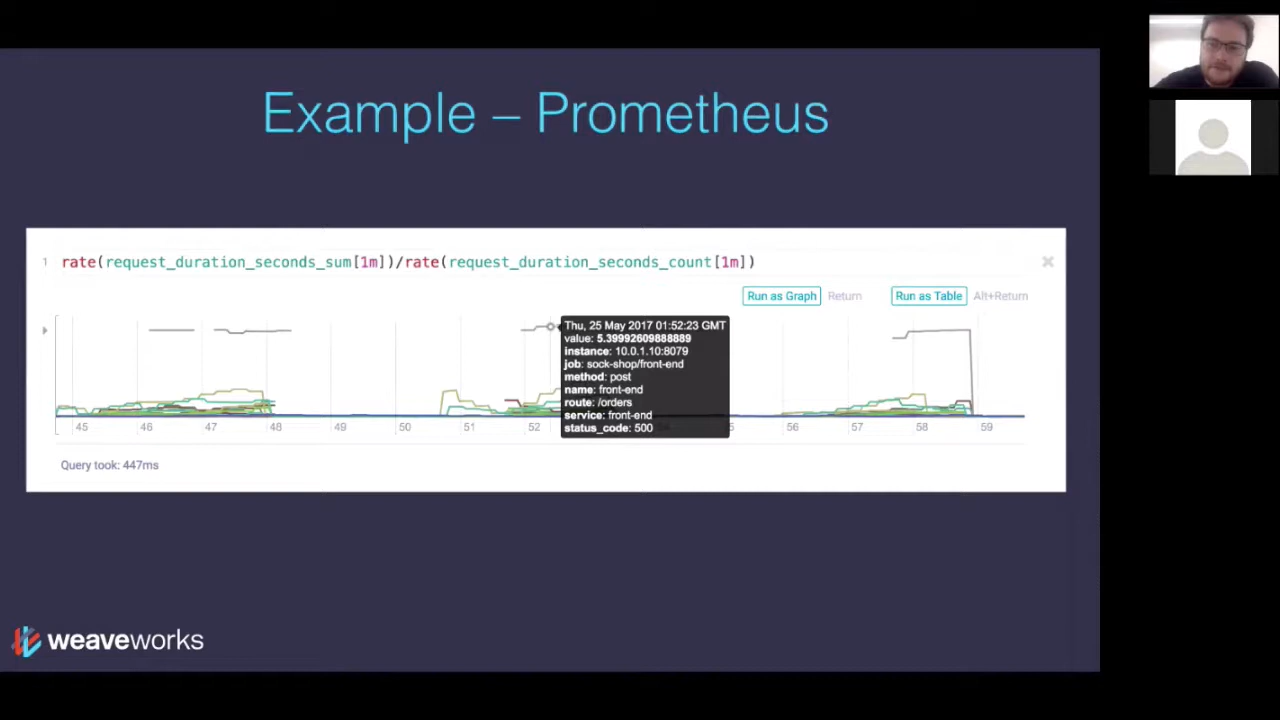 Example – Prometheus
1 rate(request_duration_seconds_sum[1m])/rate(request_duration_seconds_count[1m])
Run as Graph Return Run as Table Alt+Return
Thu, 25 May 2017 01:52:23 GMT
value: 5.39992609888889
instance: 10.0.1.10:8079
job: sock-shop/front-end
method: post
name: front-end
route: /orders
service: front-end
status_code: 500
45 46 47 48 49 50 51 52 56 57 58 59
Query took: 447ms
weaveworks